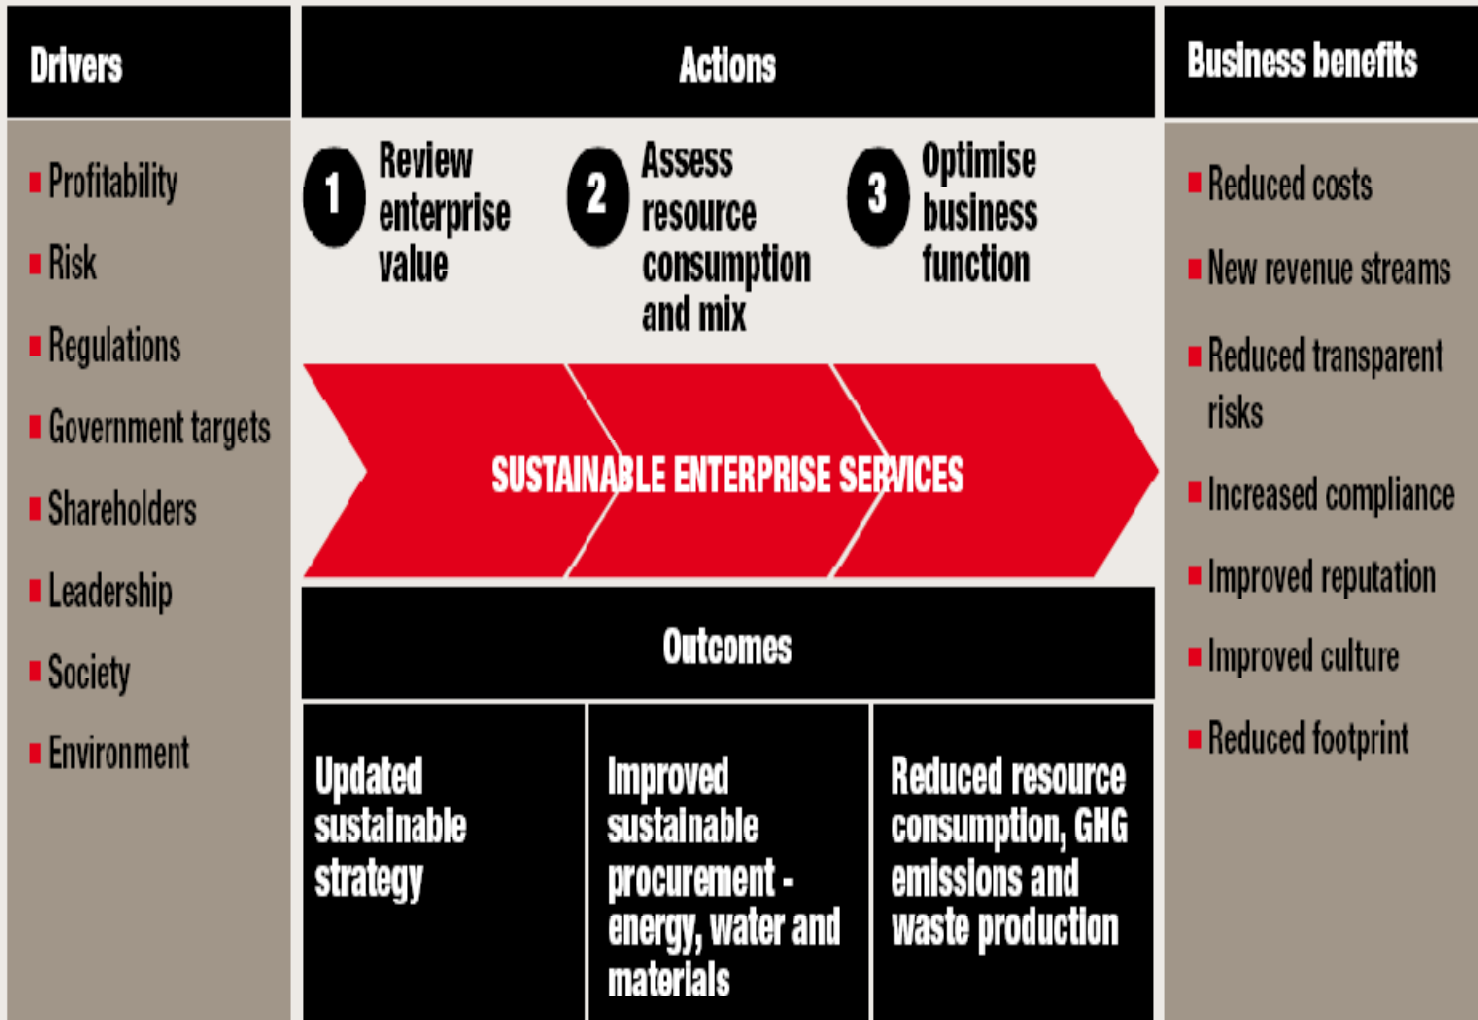 Drivers
Profitability
Risk
Regulations
Government targets
Shareholders
Leadership
Society
Environment
Actions
1
Review
enterprise
value
2
Assess
resource
consumption
and mix
3
Optimise
business
function
SUSTAINABLE ENTERPRISE SERVICES
Outcomes
Updated
sustainable
strategy
Improved
sustainable
procurement -
energy, water and
materials
Reduced resource
consumption, GHG
emissions and
waste production
Business benefits
Reduced costs
New revenue streams
Reduced transparent
risks
Increased compliance
Improved reputation
Improved culture
Reduced footprint